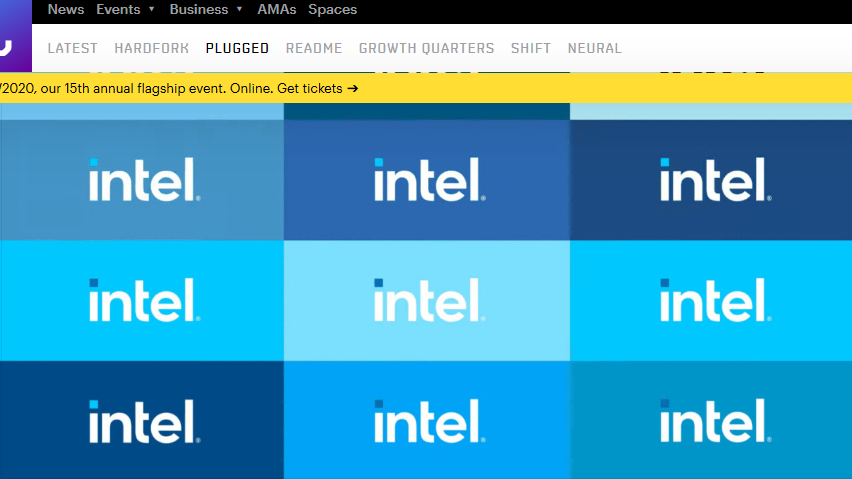 News Events ▼ Business ▼ AMAs Spaces
LATEST HARDFORK PLUGGED README GROWTH QUARTERS SHIFT NEURAL
/2020, our 15th annual flagship event. Online. Get tickets ➔
intel® intel® intel®
intel® intel® intel®
intel® intel® intel®